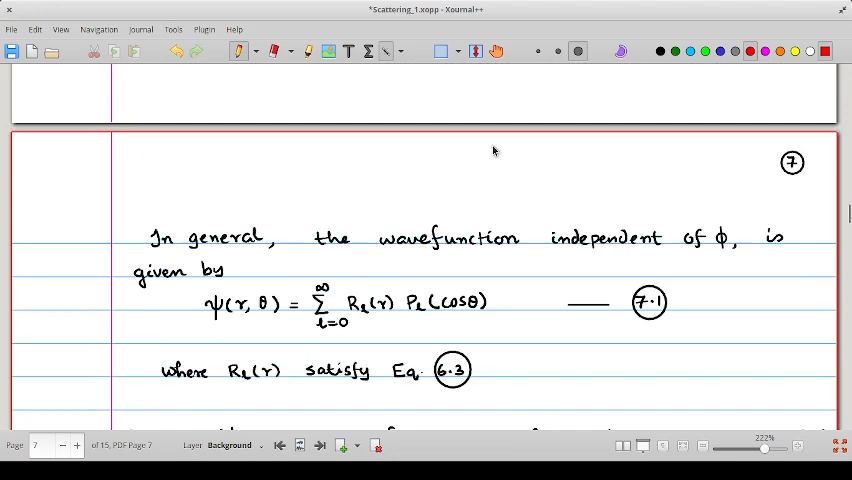 *Scattering_1.xopp - Xournal++
File Edit View Navigation Journal Tools Plugin Help
7
In general, the wavefunction independent of ϕ, is
given by
ψ(r, θ) = ∑_{l=0}^{∞} R_l(r) P_l(cosθ) —— 7.1
where R_l(r) satisfy Eq. 6.3
Page 7 of 15, PDF Page 7 Layer Background 222%